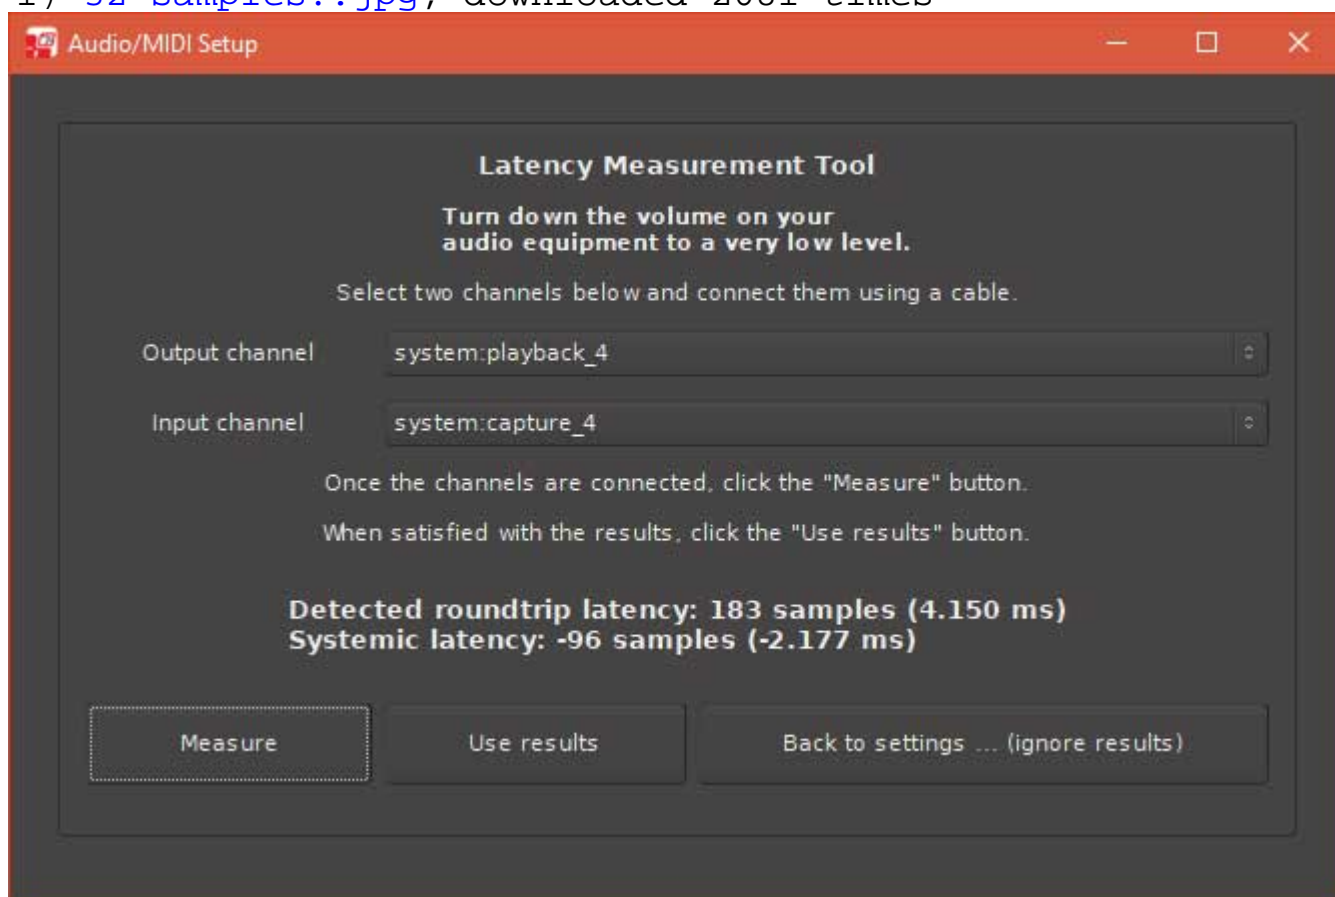 downloaded times
Audio/MIDI Setup
Latency Measurement Tool
Turn down the volume on your
audio equipment to a very low level.
Select two channels below and connect them using a cable.
Output channel system:playback_4
Input channel system:capture_4
Once the channels are connected, click the "Measure" button.
When satisfied with the results, click the "Use results" button.
Detected roundtrip latency: 183 samples (4.150 ms)
Systemic latency: -96 samples (-2.177 ms)
Measure Use results Back to settings ... (ignore results)